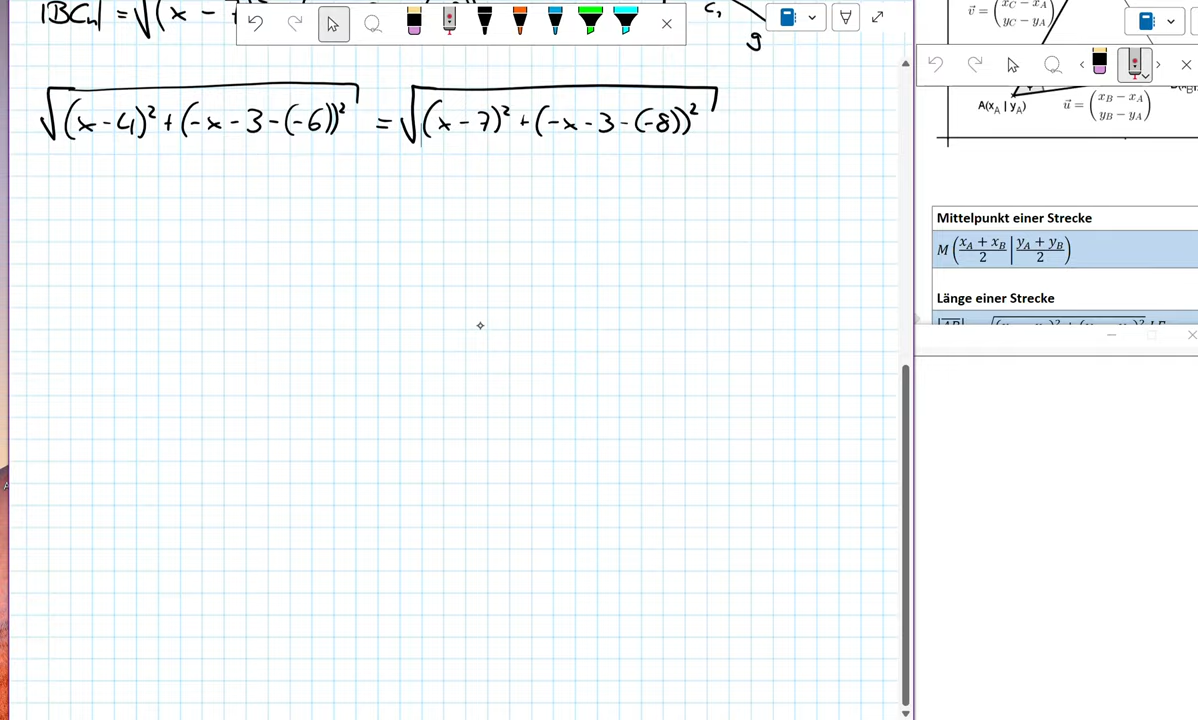 |BCn| = √(x −
C₁
g
√((x-4)² + (-x-3-(-6))² = √((x-7)² + (-x-3-(-8))²
v⃗ = (x_C − x_A / y_C − y_A)
A(x_A | y_A)
u⃗ = (x_B − x_A / y_B − y_A)
Mittelpunkt einer Strecke
M((x_A + x_B)/2 | (y_A + y_B)/2)
Länge einer Strecke